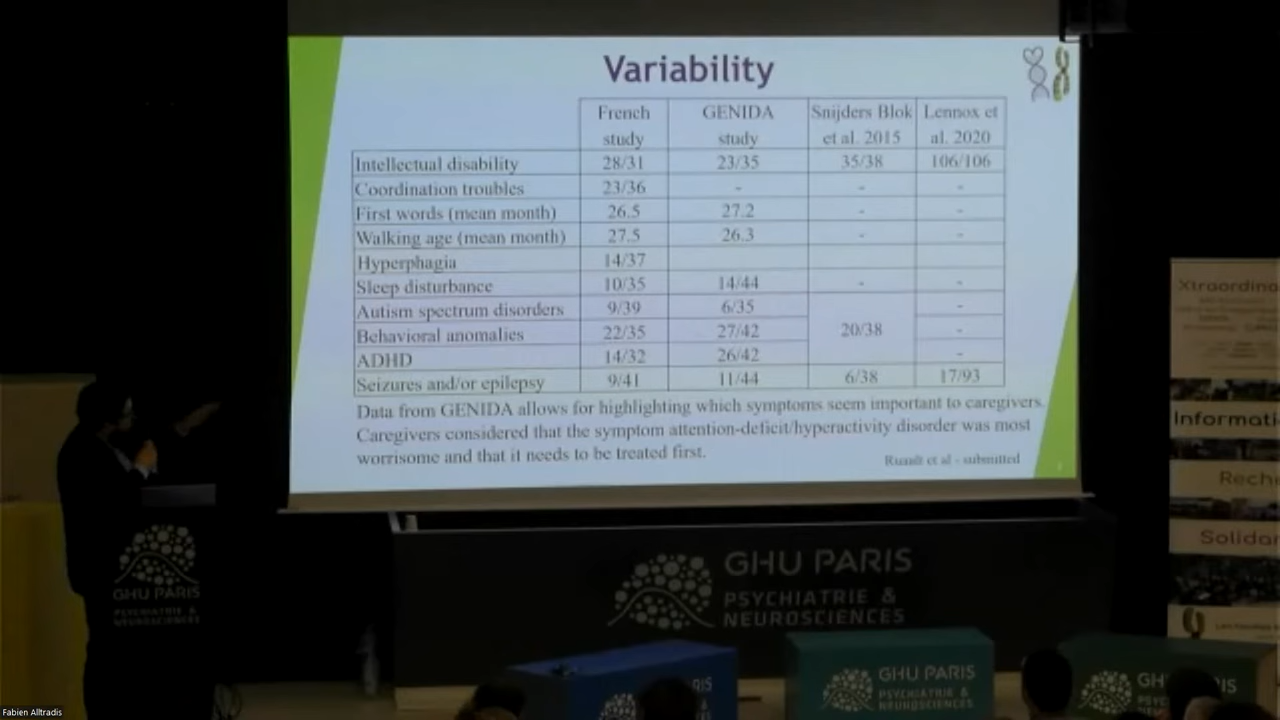 Variability
French study GENIDA study Snijders Blok et al. 2015 Lennox et al. 2020
Intellectual disability 28/31 23/35 35/38 106/106
Coordination troubles 23/36 - - -
First words (mean month) 26.5 27.2 - -
Walking age (mean month) 27.5 26.3 - -
Hyperphagia 14/37
Sleep disturbance 10/35 14/44 - -
Autism spectrum disorders 9/39 6/35 -
Behavioral anomalies 22/35 27/42 20/38 -
ADHD 14/32 26/42 -
Seizures and/or epilepsy 9/41 11/44 6/38 17/93
Data from GENIDA allows for highlighting which symptoms seem important to caregivers.
Caregivers considered that the symptom attention-deficit/hyperactivity disorder was most
worrisome and that it needs to be treated first.
et al - submitted
Xtraordina
Informati
Rech
Solidar
GHU PARIS
PSYCHIATRIE &
NEUROSCIENCES
GHU PARIS
PSYCHIATRIE &
NEUROSCIENCES
GHU PARIS
PSYCHIATRIE &
NEUROSCIENCES
Fabien Alltradis